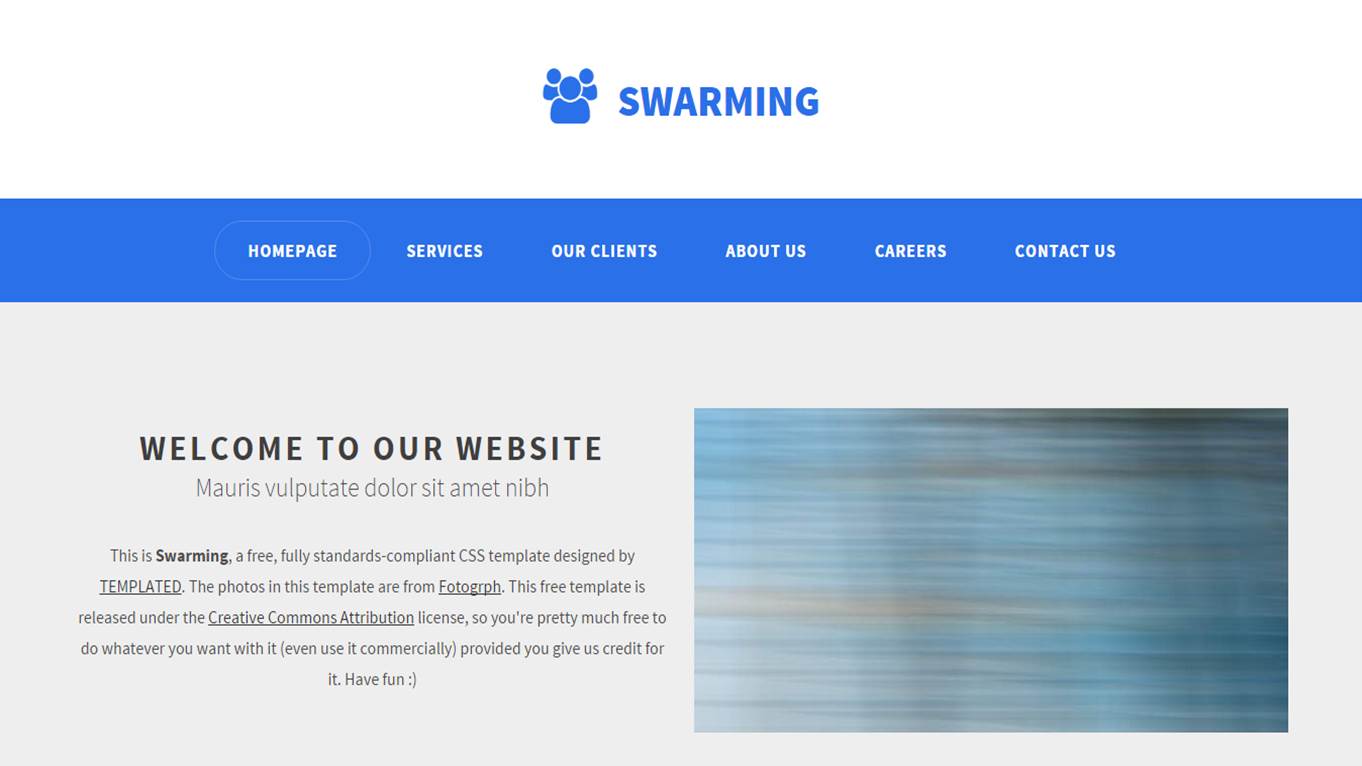 SWARMING
HOMEPAGE SERVICES OUR CLIENTS ABOUT US CAREERS CONTACT US
WELCOME TO OUR WEBSITE
Mauris vulputate dolor sit amet nibh
This is Swarming, a free, fully standards-compliant CSS template designed by
TEMPLATED. The photos in this template are from Fotogrph. This free template is
released under the Creative Commons Attribution license, so you're pretty much free to
do whatever you want with it (even use it commercially) provided you give us credit for
it. Have fun :)